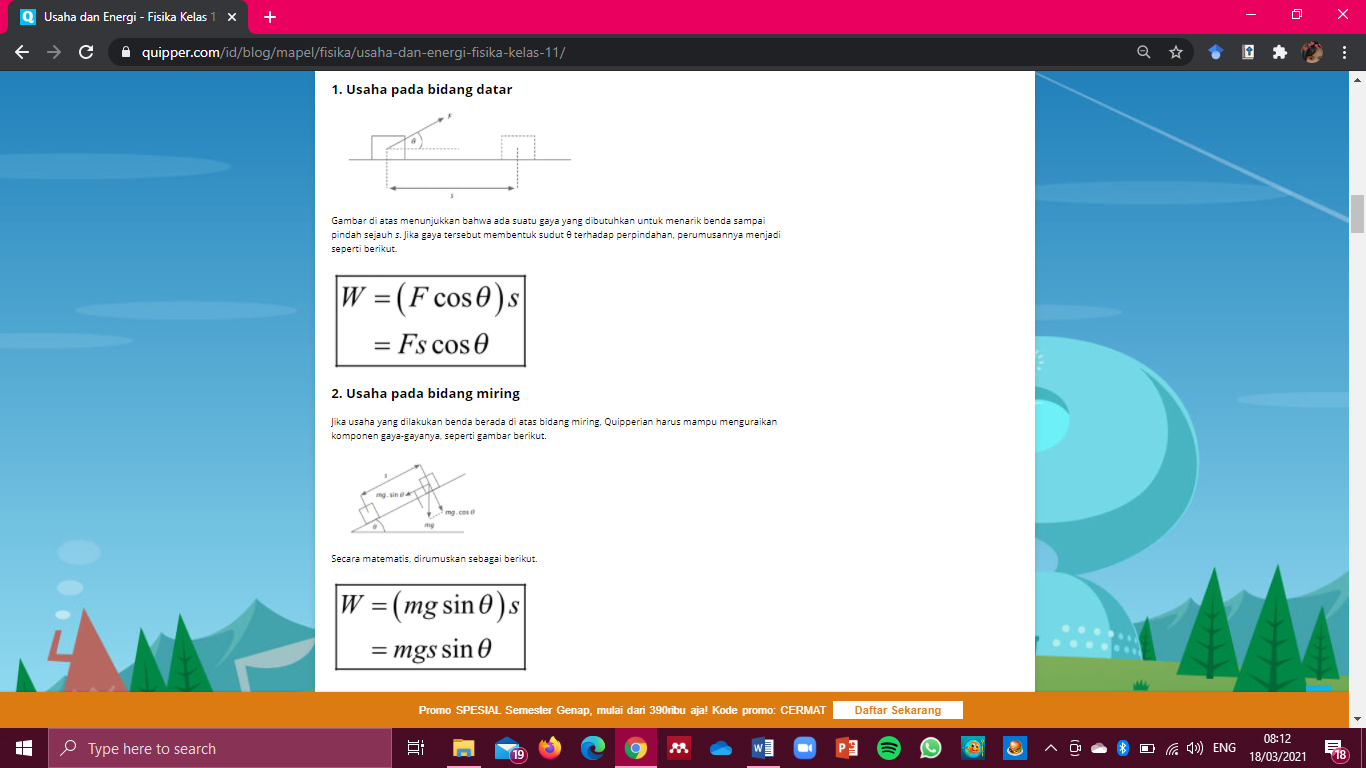 Usaha dan Energi - Fisika Kelas 1
quipper.com/id/blog/mapel/fisika/usaha-dan-energi-fisika-kelas-11/
1. Usaha pada bidang datar
F
θ
s
Gambar di atas menunjukkan bahwa ada suatu gaya yang dibutuhkan untuk menarik benda sampai
pindah sejauh s. Jika gaya tersebut membentuk sudut θ terhadap perpindahan, perumusannya menjadi
seperti berikut.
W = (F cos θ) s
= Fs cos θ
2. Usaha pada bidang miring
Jika usaha yang dilakukan benda berada di atas bidang miring, Quipperian harus mampu menguraikan
komponen gaya-gayanya, seperti gambar berikut.
s
mg. sin θ
mg. cos θ
θ
mg
Secara matematis, dirumuskan sebagai berikut.
W = (mg sin θ) s
= mgs sin θ
Promo SPESIAL Semester Genap, mulai dari 390ribu aja! Kode promo: CERMAT Daftar Sekarang
Type here to search
19
ENG
08:12
18/03/2021
18